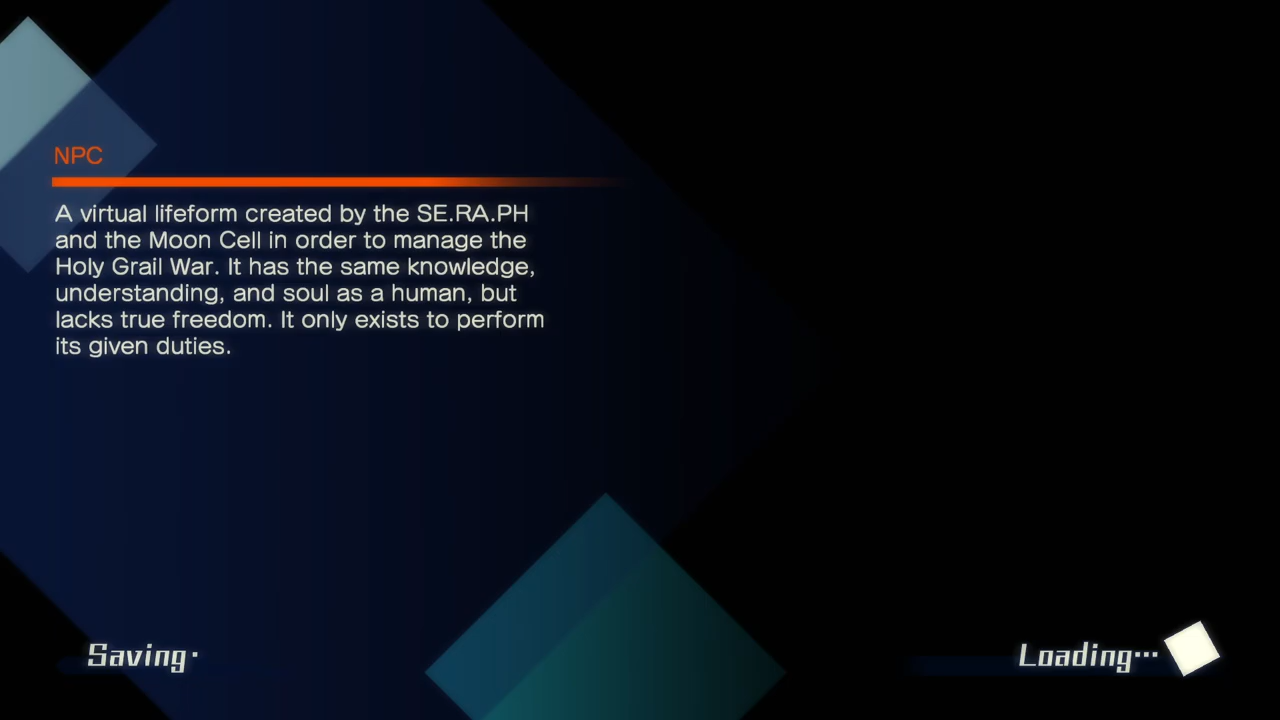 NPC
A virtual lifeform created by the SE.RA.PH
and the Moon Cell in order to manage the
Holy Grail War. It has the same knowledge,
understanding, and soul as a human, but
lacks true freedom. It only exists to perform
its given duties.
Saving·
Loading···